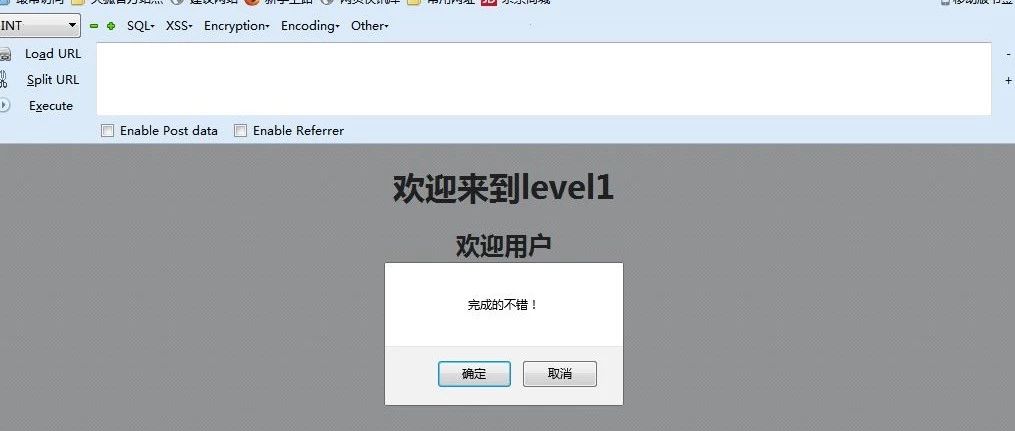 INT SQL▾ XSS▾ Encryption▾ Encoding▾ Other▾
Load URL -
Split URL +
Execute
Enable Post data Enable Referrer
欢迎来到level1
欢迎用户
完成的不错！
确定 取消